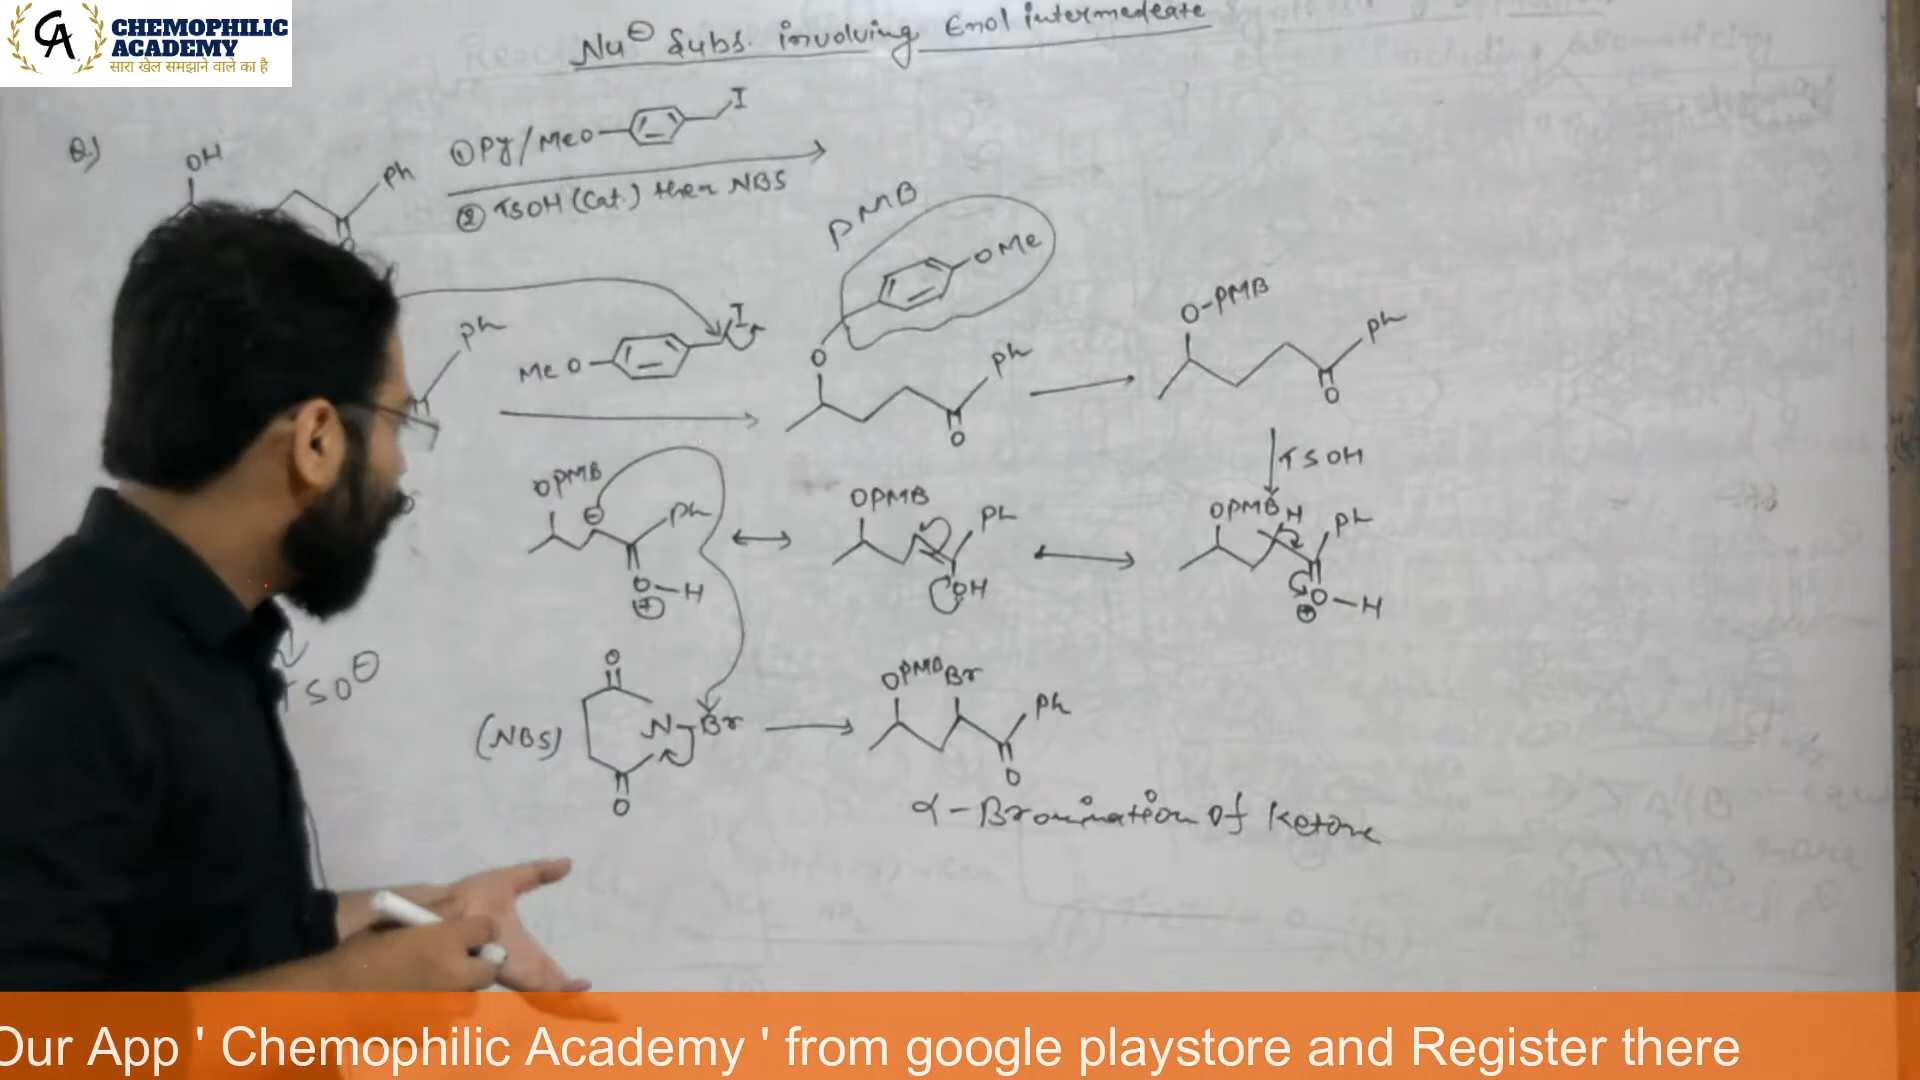 CHEMOPHILIC
ACADEMY
सारा खेल समझाने वाले का है
CA
Nu⊖ Subs. involving Enol intermedeate
Q.)
OH
Ph
① PY/MeO
I
② TSOH (Cat.) then NBS
PMB
OMe
O
Ph
O
O-PMB
Ph
O
Ph
MeO
I
TSOH
OPMB
⊖
Ph
O-H
⊕
OPMB
Ph
OH
OPMB
H
Ph
O-H
⊕
TSO⊖
(NBS)
O
N-Br
O
OPMB
Br
Ph
O
α-Bromination of Ketone
Our App ' Chemophilic Academy ' from google playstore and Register there